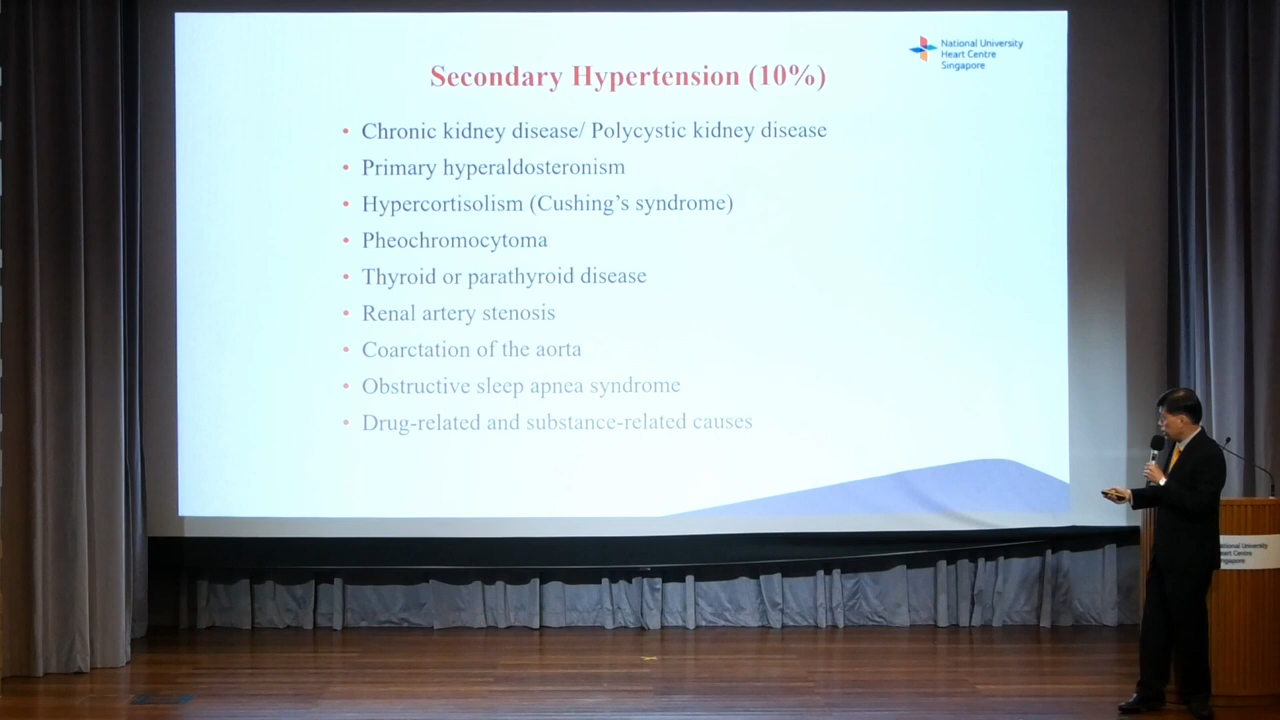 National University
Heart Centre
Singapore
Secondary Hypertension (10%)
• Chronic kidney disease/ Polycystic kidney disease
• Primary hyperaldosteronism
• Hypercortisolism (Cushing’s syndrome)
• Pheochromocytoma
• Thyroid or parathyroid disease
• Renal artery stenosis
• Coarctation of the aorta
• Obstructive sleep apnea syndrome
• Drug-related and substance-related causes
University
Centre